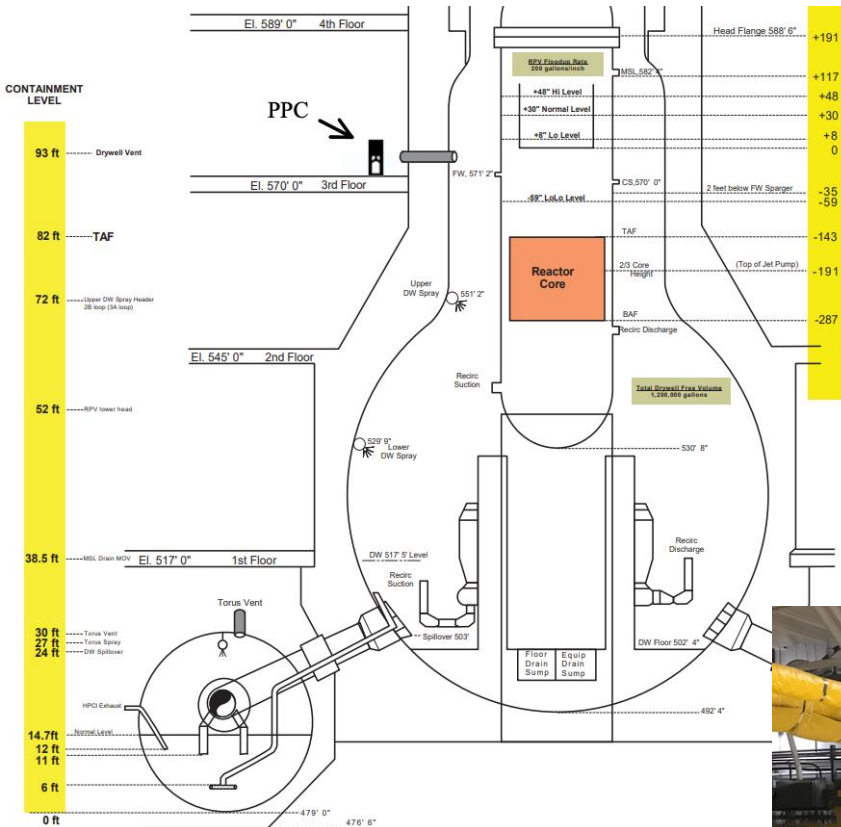 El. 589' 0" 4th Floor
Head Flange 588' 6"
+191
RPV Floodup Rate
200 gallons/inch
MSL,582' 4"
+117
CONTAINMENT
LEVEL
+48" Hi Level
+48
PPC
+30" Normal Level
+30
+8" Lo Level
+8
0
93 ft
Drywell Vent
El. 570' 0" 3rd Floor
FW, 571' 2"
CS,570' 0"
2 feet below FW Sparger
-35
-59" LoLo Level
-59
82 ft
TAF
TAF
-143
Reactor
Core
2/3 Core
Height
(Top of Jet Pump)
-191
Upper
DW Spray
551' 2"
72 ft
Upper DW Spray Header
2B loop (3A loop)
BAF
-287
Recirc Discharge
El. 545' 0" 2nd Floor
Recirc
Suction
Total Drywell Free Volume
1,200,000 gallons
52 ft
RPV lower head
529' 9"
Lower
DW Spray
530' 8"
38.5 ft
MSL Drain MOV
El. 517' 0" 1st Floor
DW 517' 5' Level
Recirc
Suction
Recirc
Discharge
Torus Vent
30 ft
Torus Vent
27 ft
Torus Spray
24 ft
DW Spillover
Spillover 503'
DW Floor 502' 4"
Floor
Drain
Sump
Equip
Drain
Sump
HPCI Exhaust
492' 4"
14.7ft
Normal Level
12 ft
11 ft
6 ft
479' 0"
0 ft
476' 6"